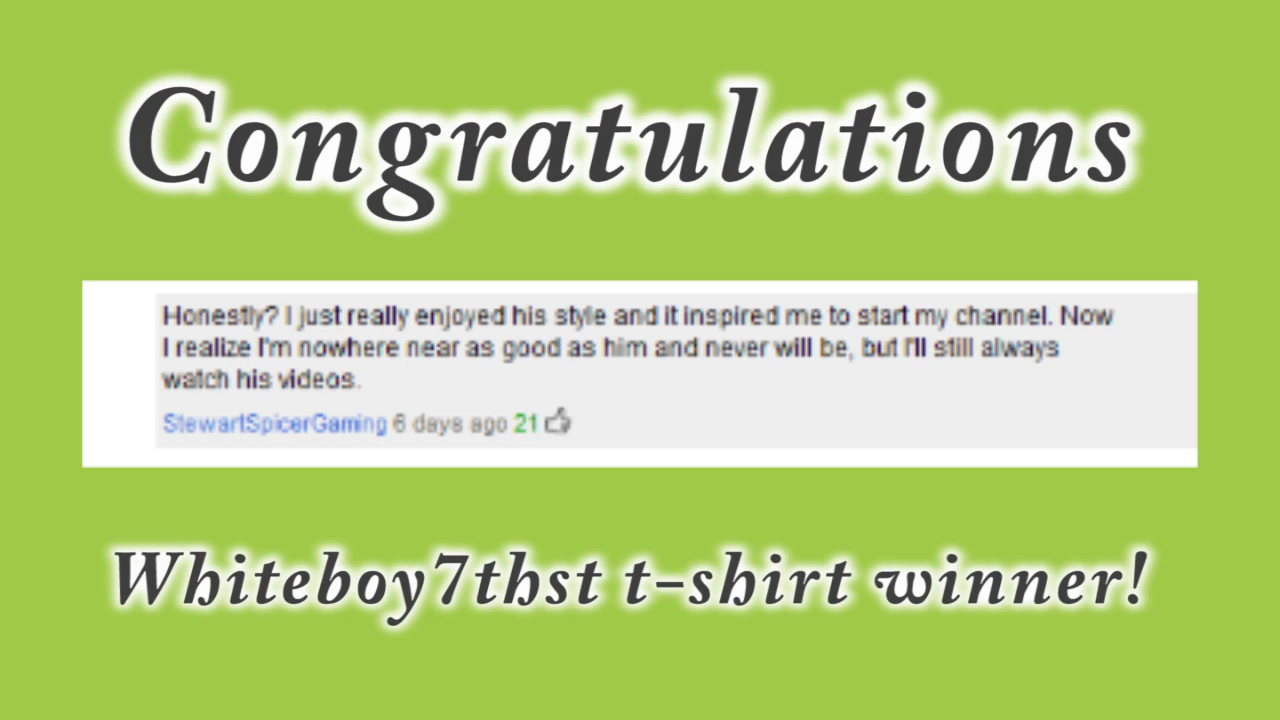 Congratulations
Honestly? I just really enjoyed his style and it inspired me to start my channel. Now
I realize I'm nowhere near as good as him and never will be, but I'll still always
watch his videos.
StewartSpicerGaming 6 days ago 21
Whiteboy7thst t-shirt winner!